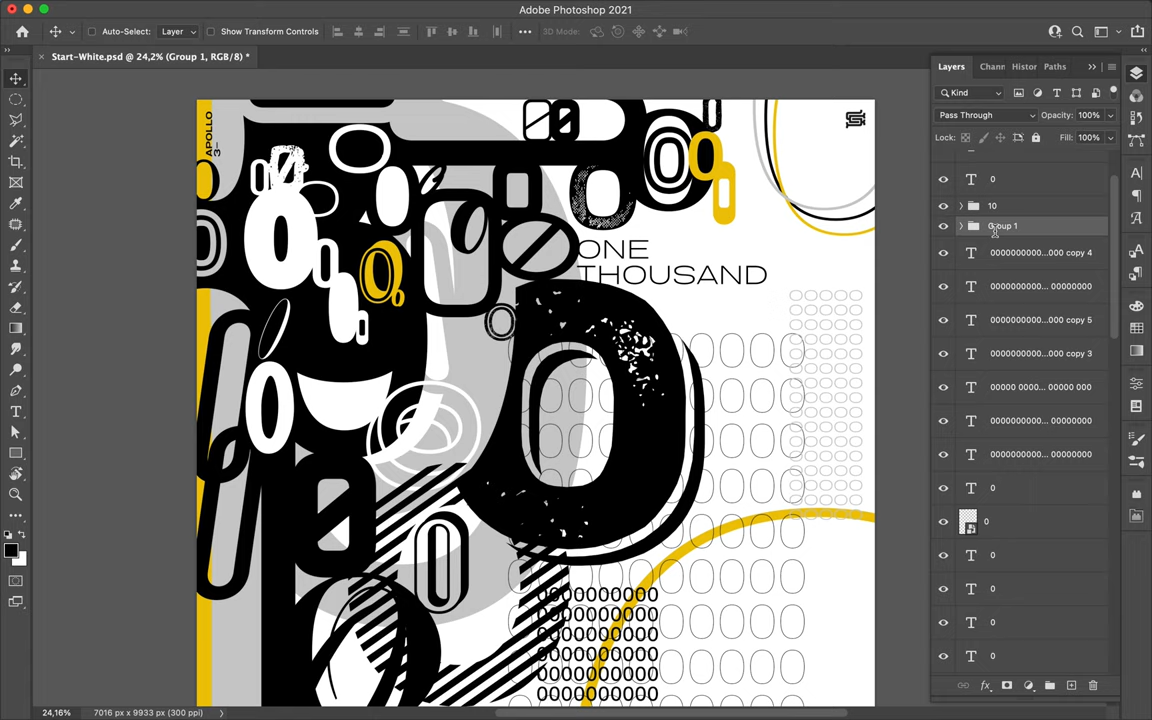 Adobe Photoshop 2021
Auto-Select: Layer Show Transform Controls 3D Mode:
Start-White.psd @ 24,2% (Group 1, RGB/8) *
Layers Chann Histor Paths
Kind
Pass Through Opacity: 100%
Lock: Fill: 100%
0
10
Group 1
0000000000...000 copy 4
0000000000... 00000000
0000000000...000 copy 5
0000000000...000 copy 3
00000 0000... 00000 000
0000000000... 00000000
0000000000... 00000000
0
0
0
0
0
0
APOLLO
3—
ONE
THOUSAND
0000000000
0000000000
0000000000
0000000000
0000000000
0000000000
24,16% 7016 px x 9933 px (300 ppi)